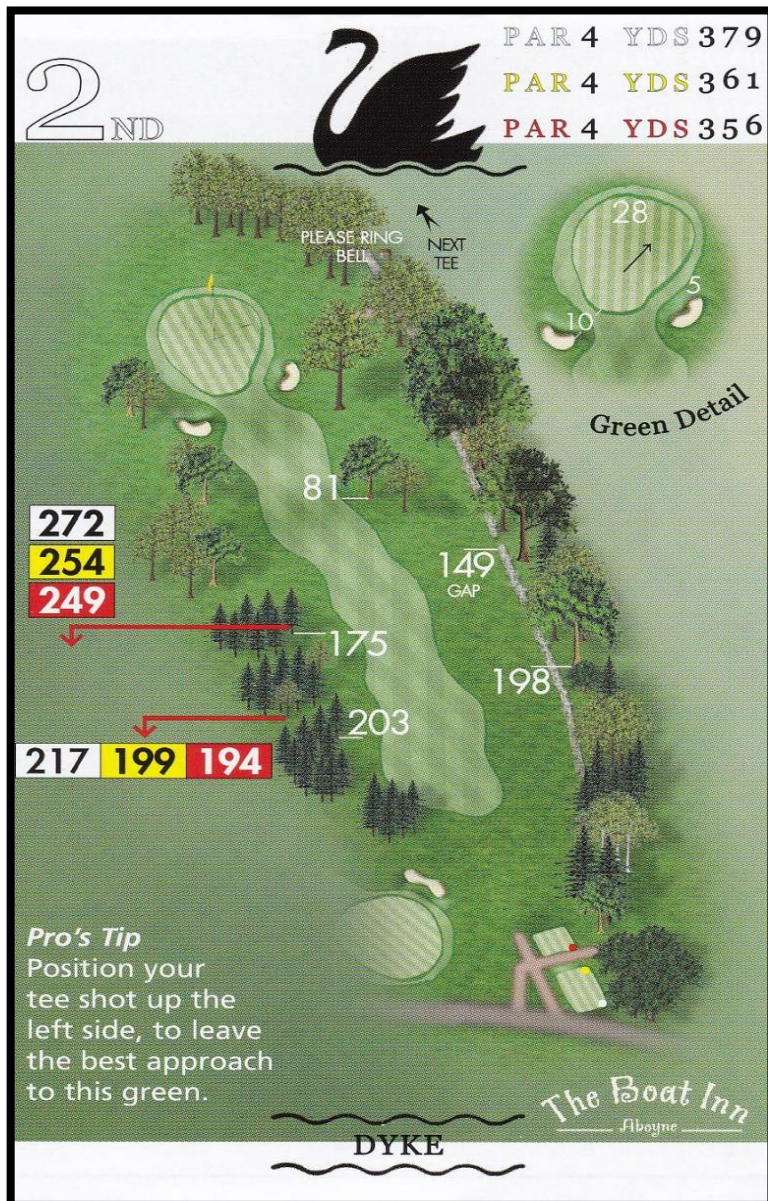 2ND
PAR 4 YDS 379
PAR 4 YDS 361
PAR 4 YDS 356
PLEASE RING
BELL
NEXT
TEE
28
5
10
Green Detail
81
272
254
249
149
GAP
175
198
203
217 199 194
Pro's Tip
Position your
tee shot up the
left side, to leave
the best approach
to this green.
The Boat Inn
Aboyne
DYKE